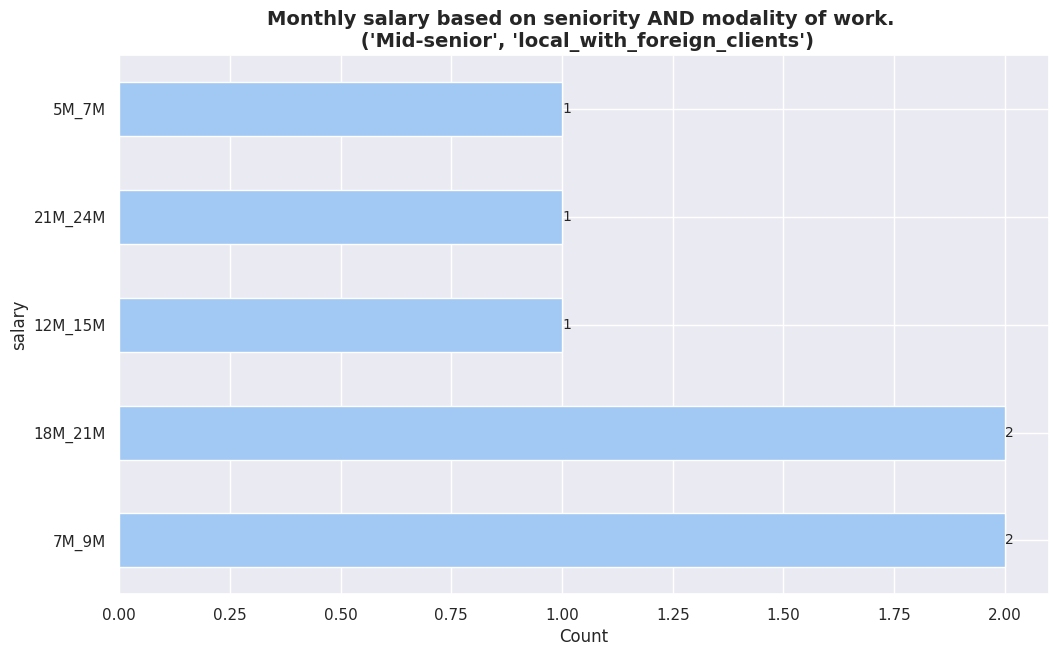 Monthly salary based on seniority AND modality of work.
('Mid-senior', 'local_with_foreign_clients')
salary
5M_7M
1
21M_24M
1
12M_15M
1
18M_21M
2
7M_9M
2
0.00 0.25 0.50 0.75 1.00 1.25 1.50 1.75 2.00
Count